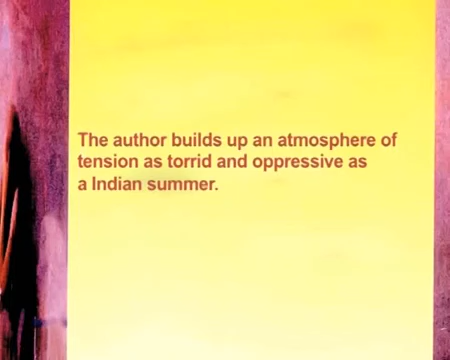 The author builds up an atmosphere of
tension as torrid and oppressive as
a Indian summer.